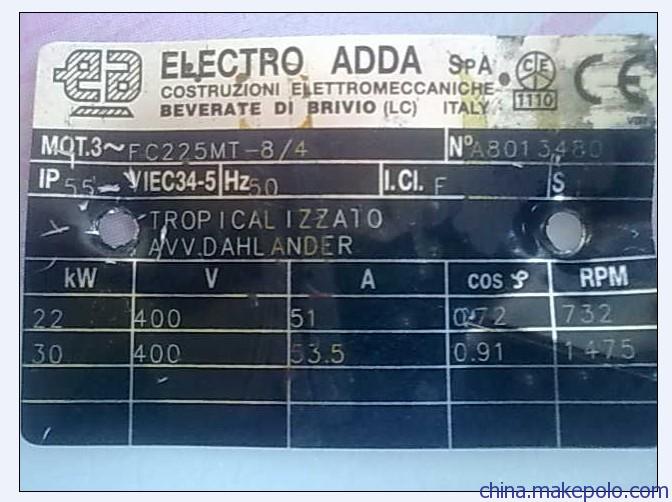 ELECTRO ADDA SPA.
COSTRUZIONI ELETTROMECCANICHE
BEVERATE DI BRIVIO (LC) ITALY
CE
1110
CE
MOT.3~ FC225MT-8/4 N° A8013480
IP 55 IEC34-5 Hz 50 I.Cl. F S
TROPICALIZZATO
AVV.DAHLANDER
kW V A cos φ RPM
22 400 51 0.72 732
30 400 53.5 0.91 1475
china.makepolo.com